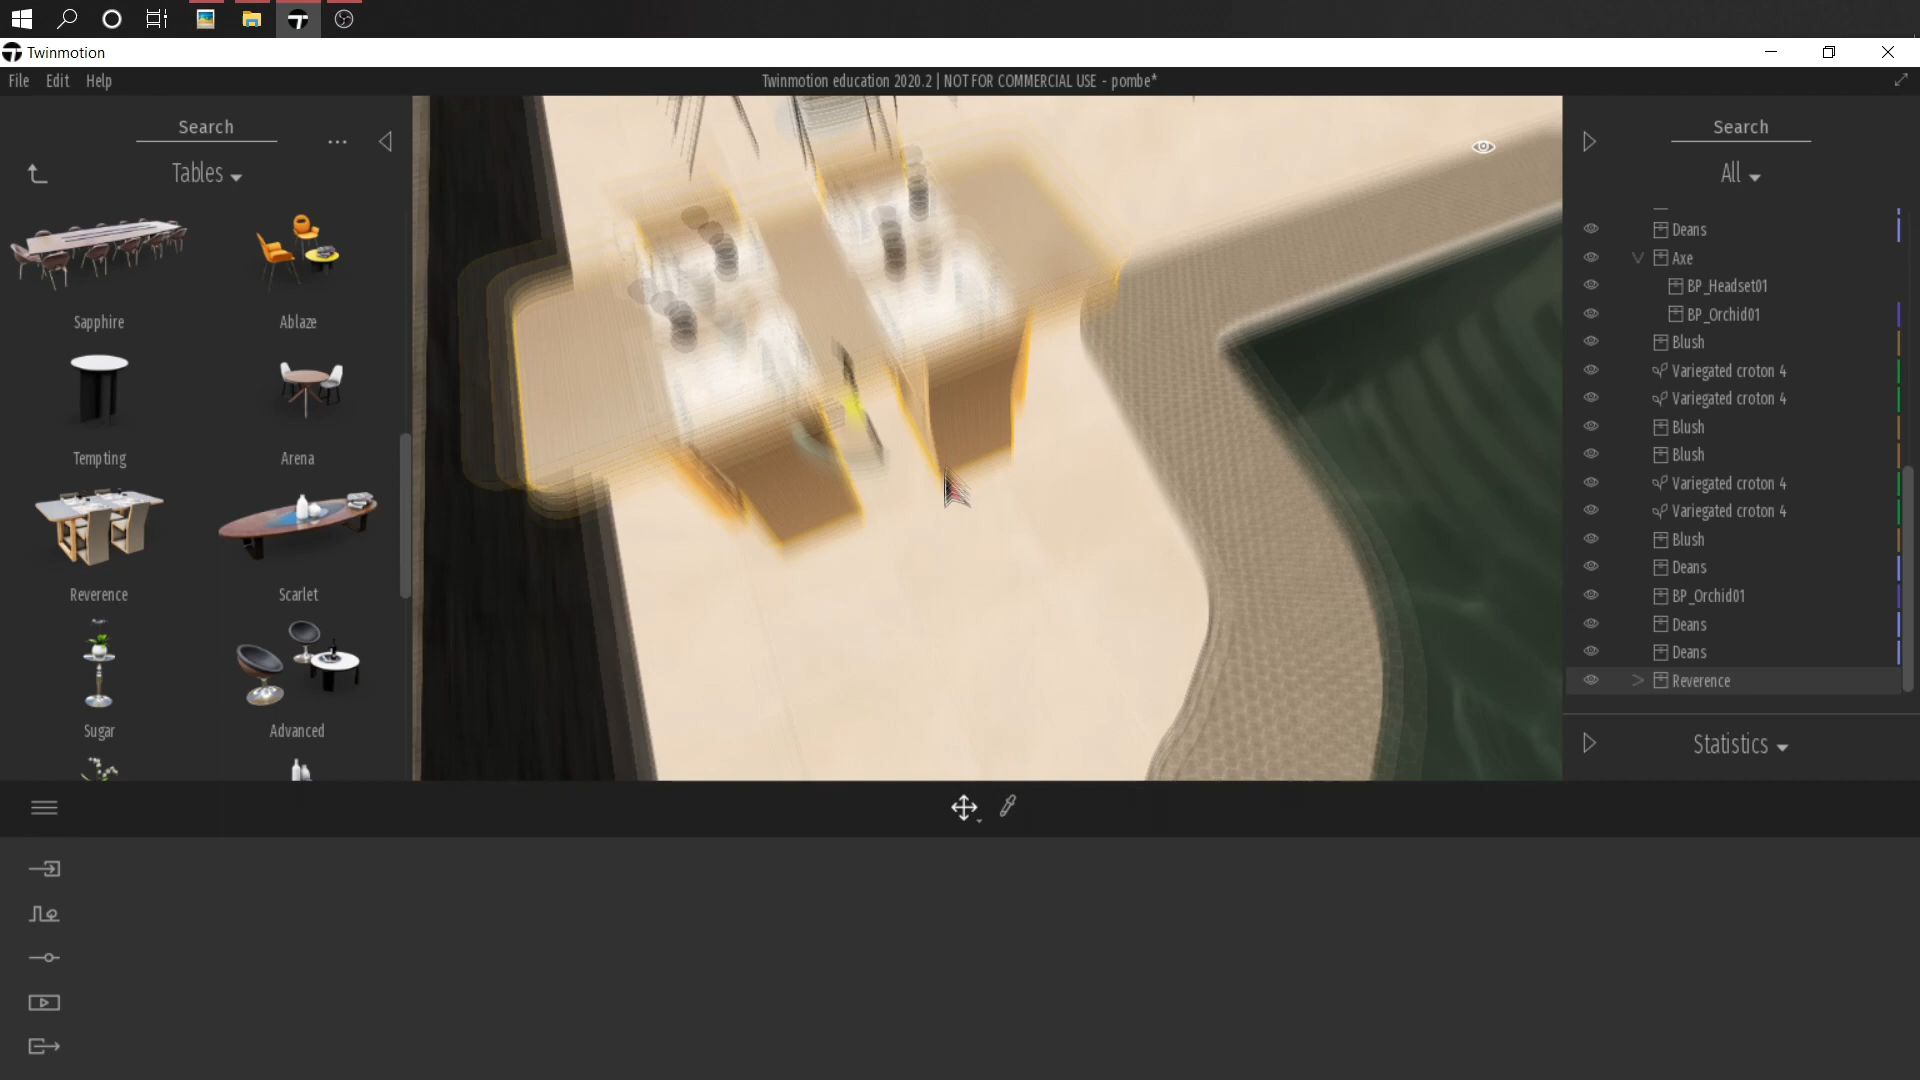 Twinmotion
File Edit Help
Twinmotion education 2020.2 | NOT FOR COMMERCIAL USE - pombe*
Search
Tables
Sapphire
Ablaze
Tempting
Arena
Reverence
Scarlet
Sugar
Advanced
Search
All
Deans
Axe
BP_Headset01
BP_Orchid01
Blush
Variegated croton 4
Variegated croton 4
Blush
Blush
Variegated croton 4
Variegated croton 4
Blush
Deans
BP_Orchid01
Deans
Deans
Reverence
Statistics